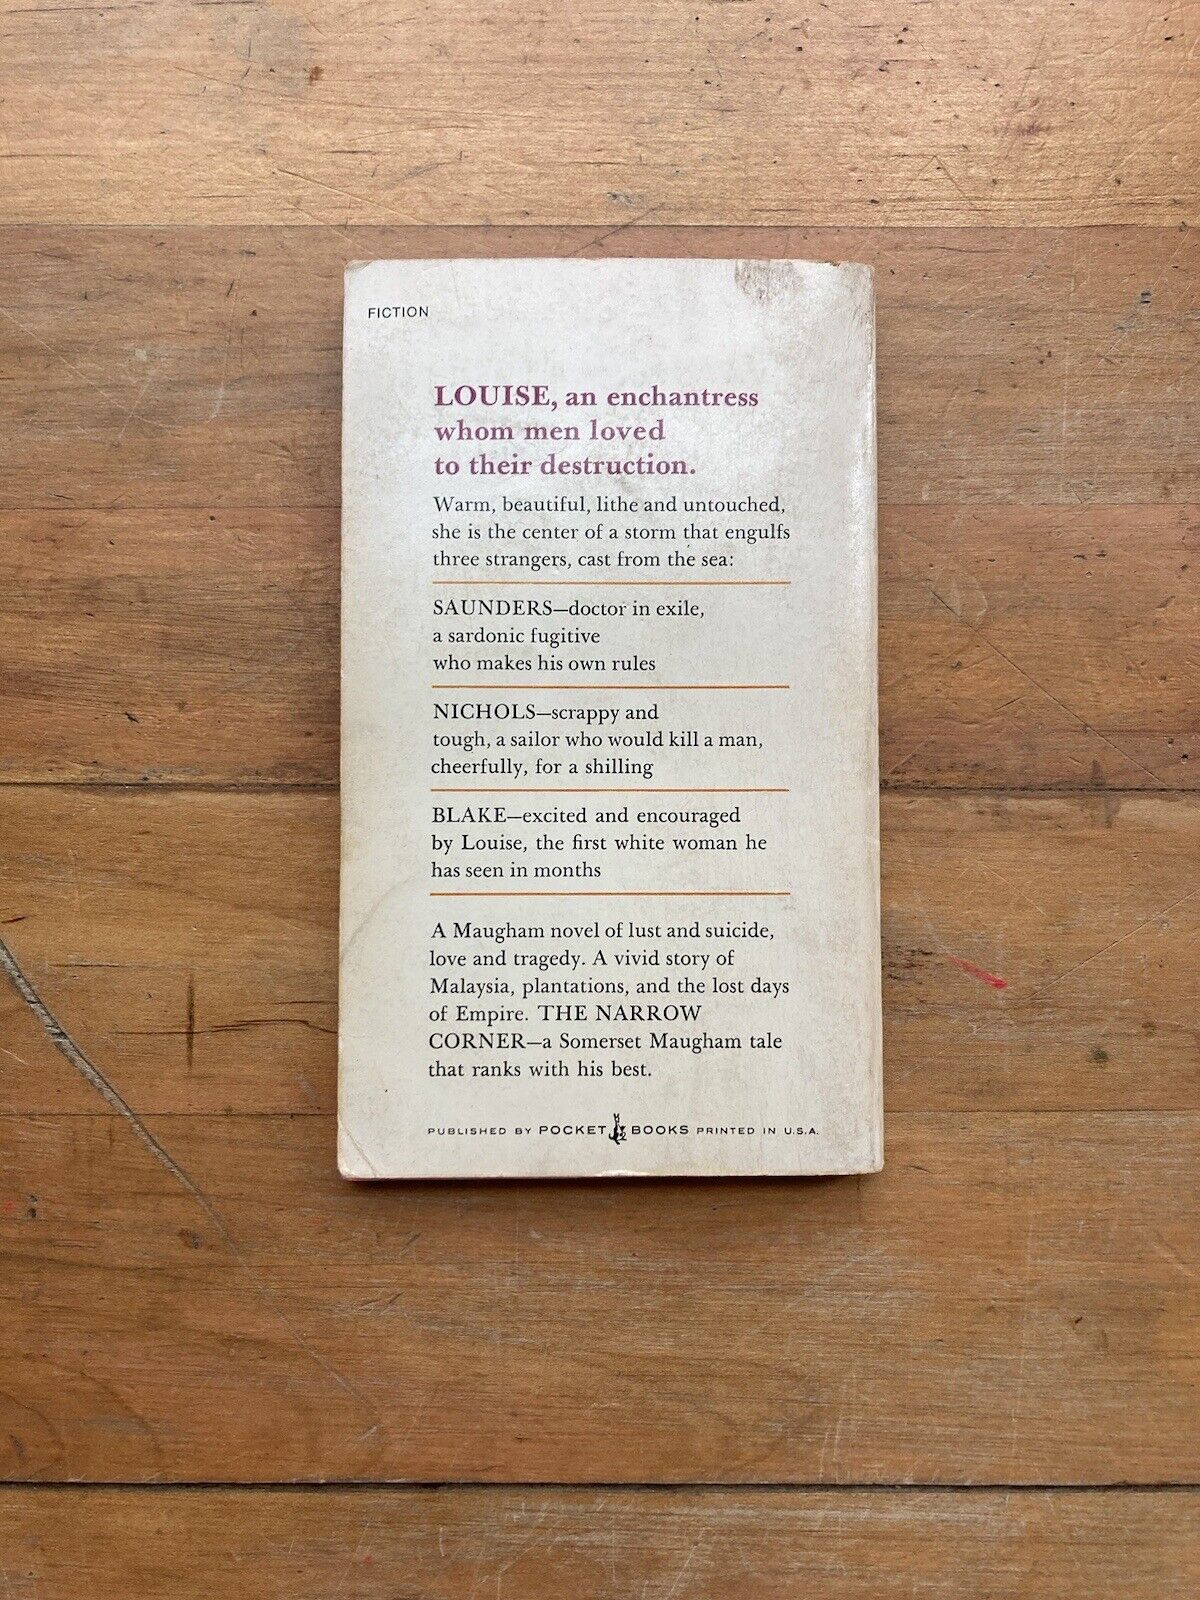 FICTION
LOUISE, an enchantress
whom men loved
to their destruction.
Warm, beautiful, lithe and untouched,
she is the center of a storm that engulfs
three strangers, cast from the sea:
SAUNDERS—doctor in exile,
a sardonic fugitive
who makes his own rules
NICHOLS—scrappy and
tough, a sailor who would kill a man,
cheerfully, for a shilling
BLAKE—excited and encouraged
by Louise, the first white woman he
has seen in months
A Maugham novel of lust and suicide,
love and tragedy. A vivid story of
Malaysia, plantations, and the lost days
of Empire. THE NARROW
CORNER—a Somerset Maugham tale
that ranks with his best.
PUBLISHED BY POCKET BOOKS PRINTED IN U.S.A.